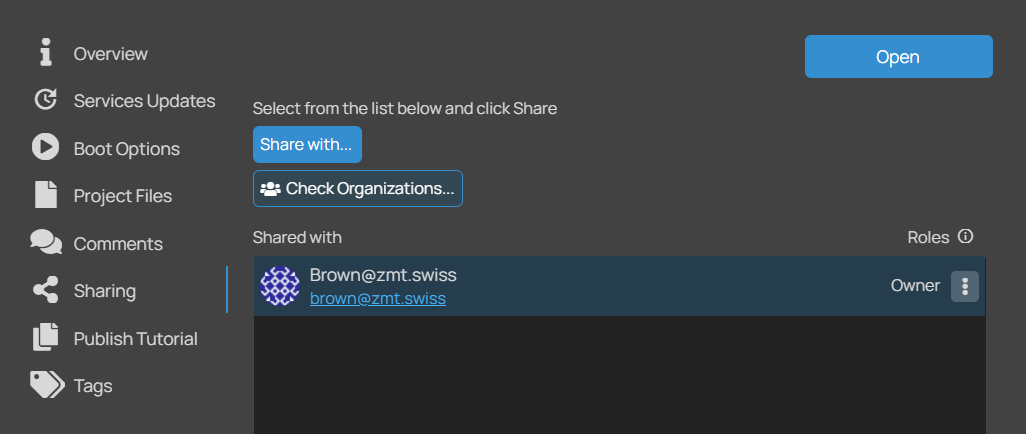 Overview
Open
Services Updates
Select from the list below and click Share
Boot Options
Share with...
Project Files
Check Organizations...
Comments
Shared with
Roles
Sharing
Brown@zmt.swiss
brown@zmt.swiss
Owner
Publish Tutorial
Tags